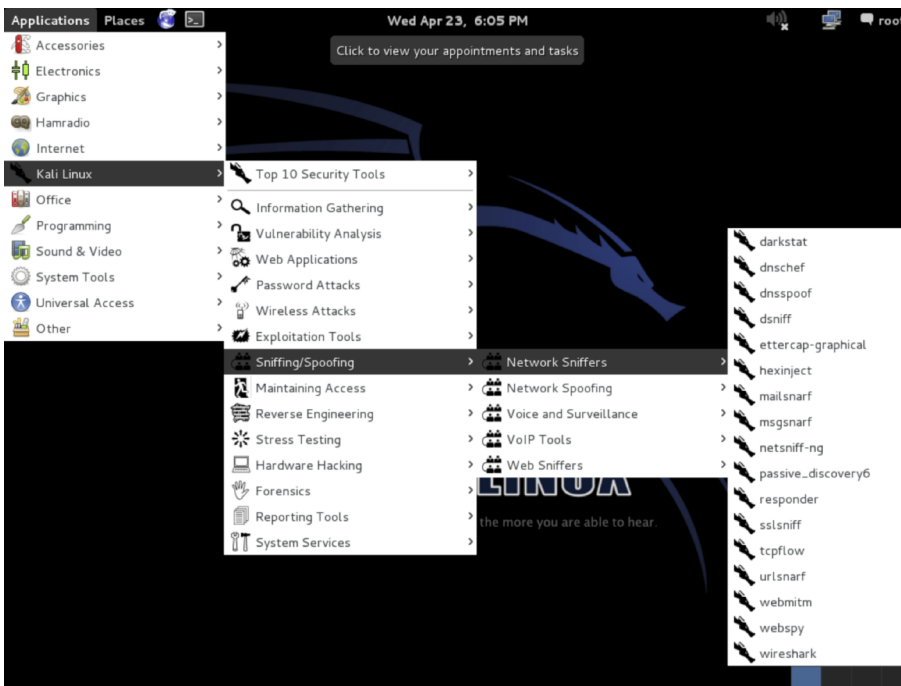 Applications Places Wed Apr 23, 6:05 PM roo
Click to view your appointments and tasks
Accessories
Electronics
Graphics
Hamradio
Internet
Kali Linux
Office
Programming
Sound & Video
System Tools
Universal Access
Other
Top 10 Security Tools
Information Gathering
Vulnerability Analysis
Web Applications
Password Attacks
Wireless Attacks
Exploitation Tools
Sniffing/Spoofing
Maintaining Access
Reverse Engineering
Stress Testing
Hardware Hacking
Forensics
Reporting Tools
System Services
Network Sniffers
Network Spoofing
Voice and Surveillance
VoIP Tools
Web Sniffers
LINUX
the more you are able to hear.
darkstat
dnschef
dnsspoof
dsniff
ettercap-graphical
hexinject
mailsnarf
msgsnarf
netsniff-ng
passive_discovery6
responder
sslsniff
tcpflow
urlsnarf
webmitm
webspy
wireshark